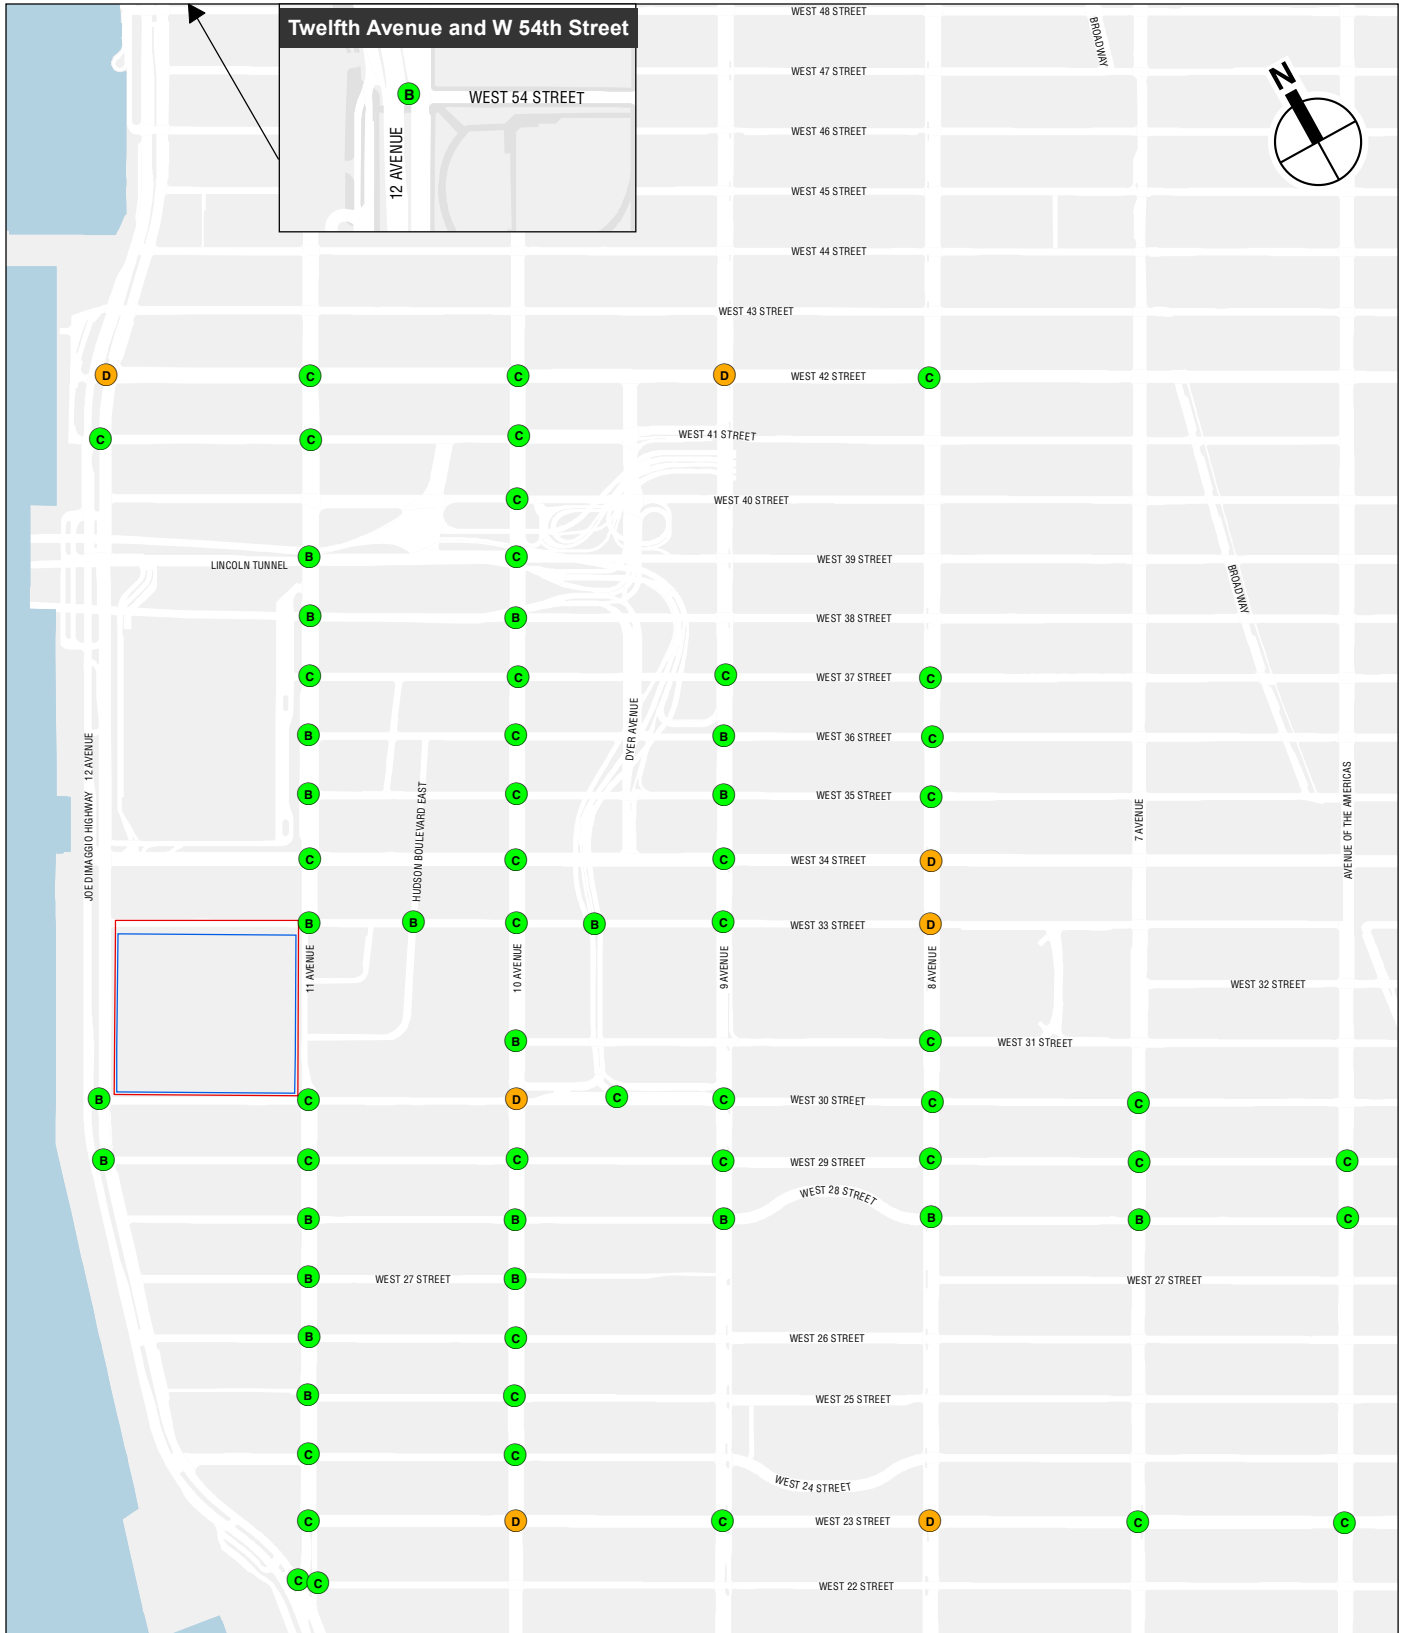 WEST 48 STREET
Twelfth Avenue and W 54th Street
BROADWAY
WEST 47 STREET
N
B
WEST 54 STREET
12 AVENUE
WEST 46 STREET
WEST 45 STREET
WEST 44 STREET
WEST 43 STREET
D
C
C
D
WEST 42 STREET
C
C
C
C
WEST 41 STREET
C
WEST 40 STREET
LINCOLN TUNNEL
B
C
WEST 39 STREET
BROADWAY
B
B
WEST 38 STREET
C
C
C
WEST 37 STREET
C
DYER AVENUE
B
C
B
WEST 36 STREET
C
JOE DIMAGGIO HIGHWAY 12 AVENUE
B
C
B
WEST 35 STREET
C
HUDSON BOULEVARD EAST
7 AVENUE
AVENUE OF THE AMERICAS
C
C
C
WEST 34 STREET
D
B
B
C
B
C
WEST 33 STREET
D
11 AVENUE
10 AVENUE
9 AVENUE
8 AVENUE
WEST 32 STREET
B
C
WEST 31 STREET
B
C
D
C
C
WEST 30 STREET
C
C
B
C
C
C
WEST 29 STREET
C
C
C
WEST 28 STREET
B
B
B
B
B
C
B
WEST 27 STREET
B
WEST 27 STREET
B
C
WEST 26 STREET
B
C
WEST 25 STREET
C
C
WEST 24 STREET
C
D
C
WEST 23 STREET
D
C
C
C
C
WEST 22 STREET